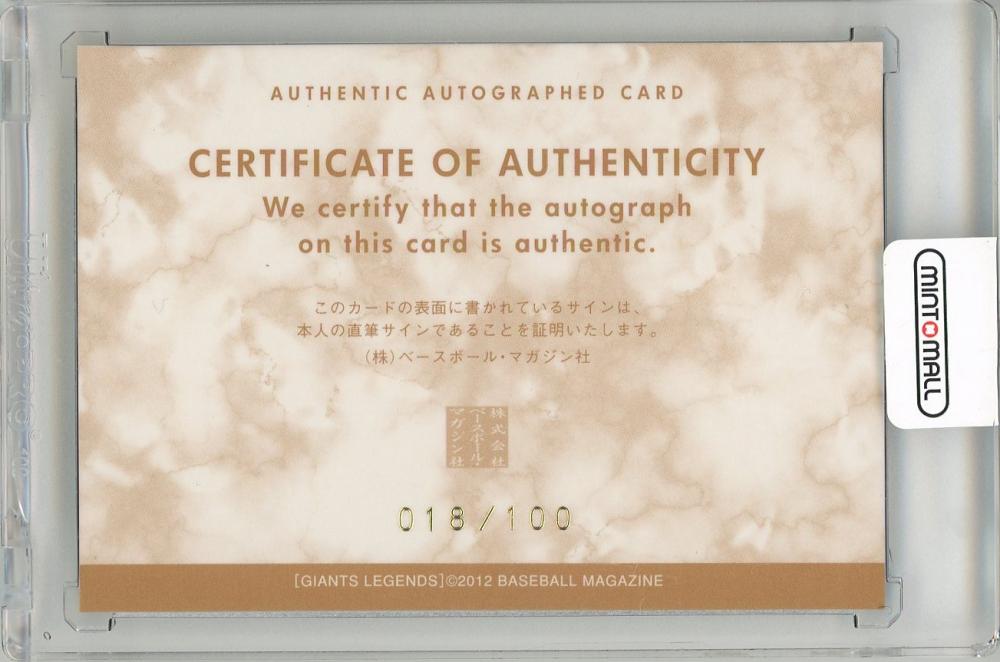 AUTHENTIC AUTOGRAPHED CARD
CERTIFICATE OF AUTHENTICITY
We certify that the autograph
on this card is authentic.
このカードの表面に書かれているサインは、
本人の直筆サインであることを証明いたします。
(株)ベースボール・マガジン社
株式会社
ベースボール・
マガジン社
018/100
[GIANTS LEGENDS]©2012 BASEBALL MAGAZINE
MINT MALL